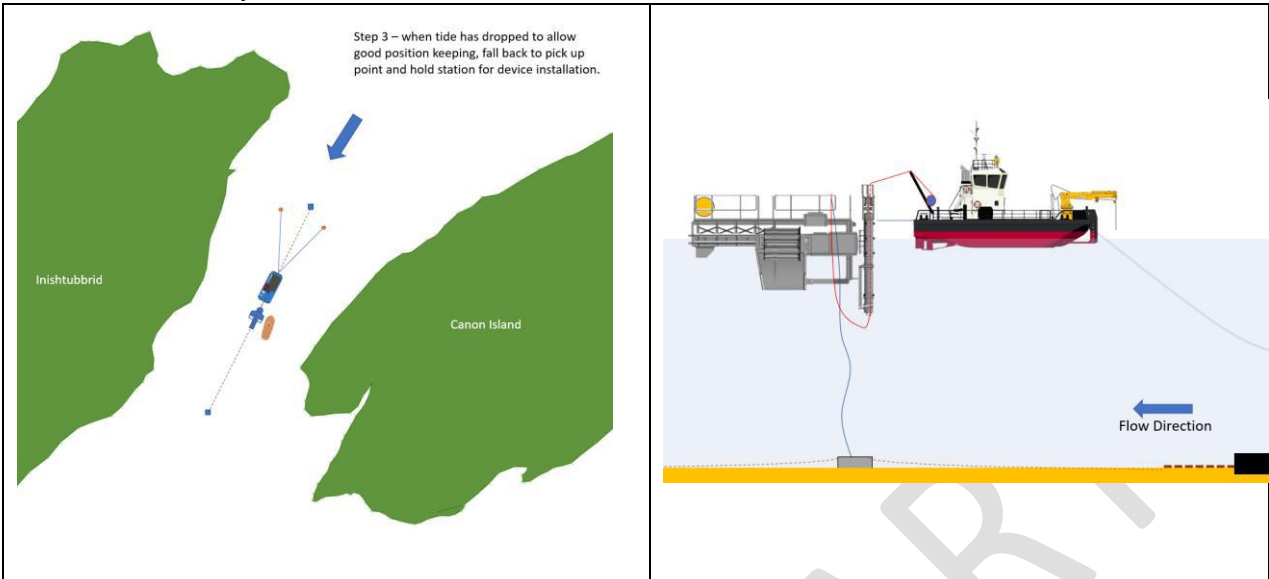 Step 3 – when tide has dropped to allow
good position keeping, fall back to pick up
point and hold station for device installation.
Inishtubbrid
Canon Island
Flow Direction